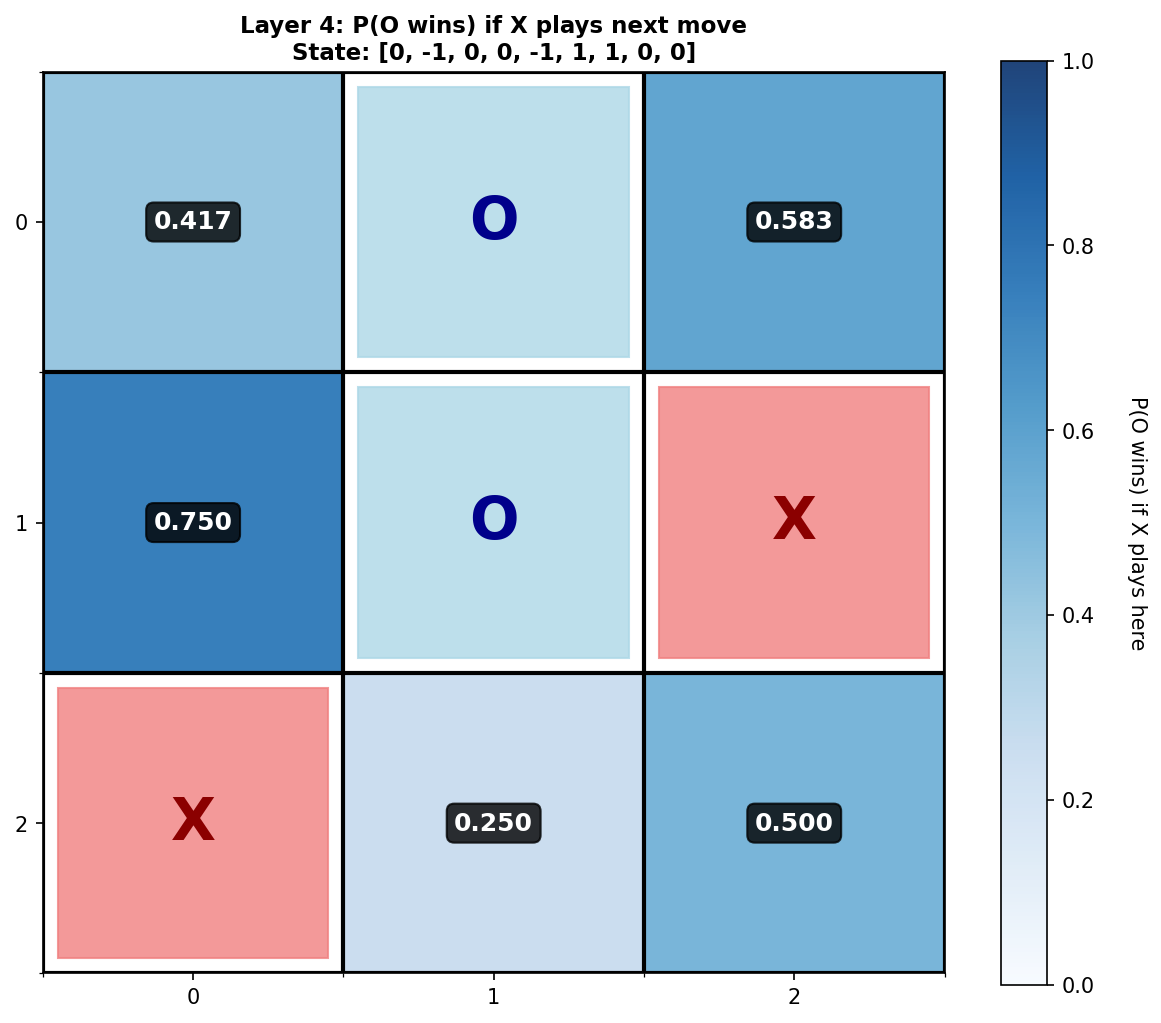 Layer 4: P(O wins) if X plays next move
State: [0, -1, 0, 0, -1, 1, 1, 0, 0]
0
0.417
O
0.583
1
0.750
O
X
2
X
0.250
0.500
0
1
2
1.0
0.8
0.6
0.4
0.2
0.0
P(O wins) if X plays here